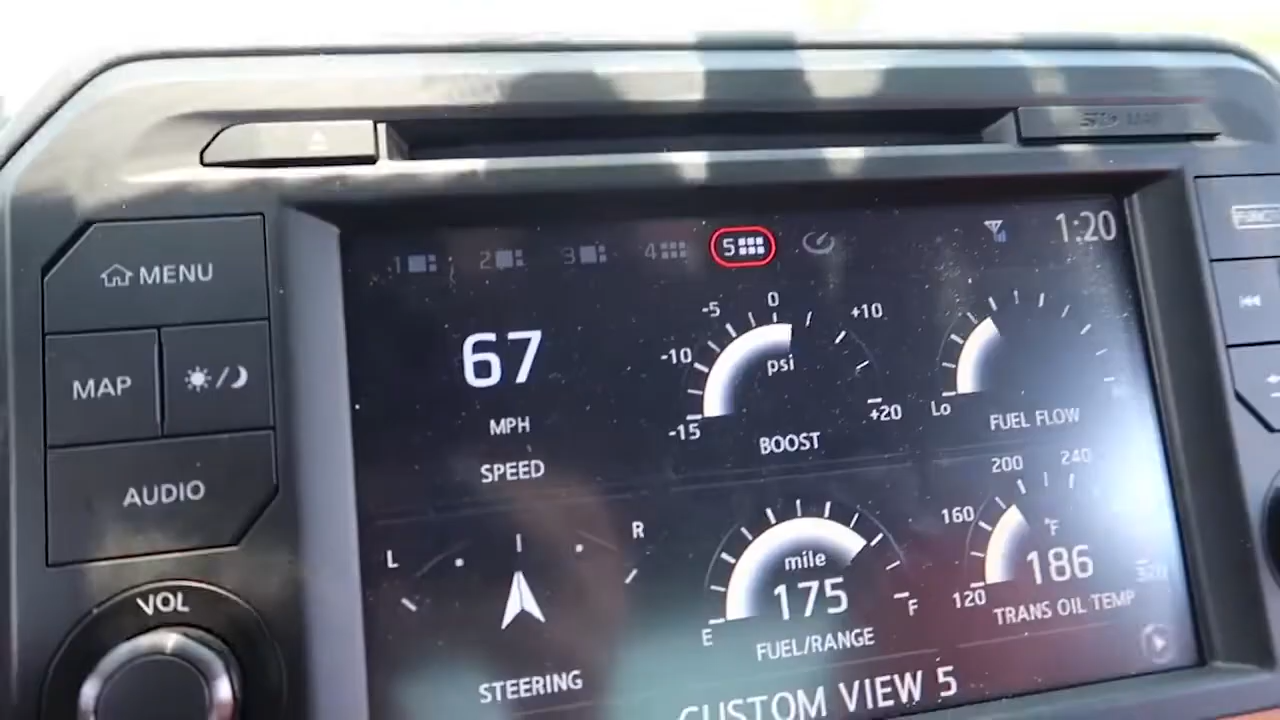 MENU
MAP
AUDIO
VOL
1
2
3
4
5
1:20
67
MPH
SPEED
-15
-10
-5
0
+10
+20
psi
BOOST
Lo
FUEL FLOW
L
R
STEERING
E
F
mile
175
FUEL/RANGE
120
160
200
240
320
°F
186
TRANS OIL TEMP
CUSTOM VIEW 5